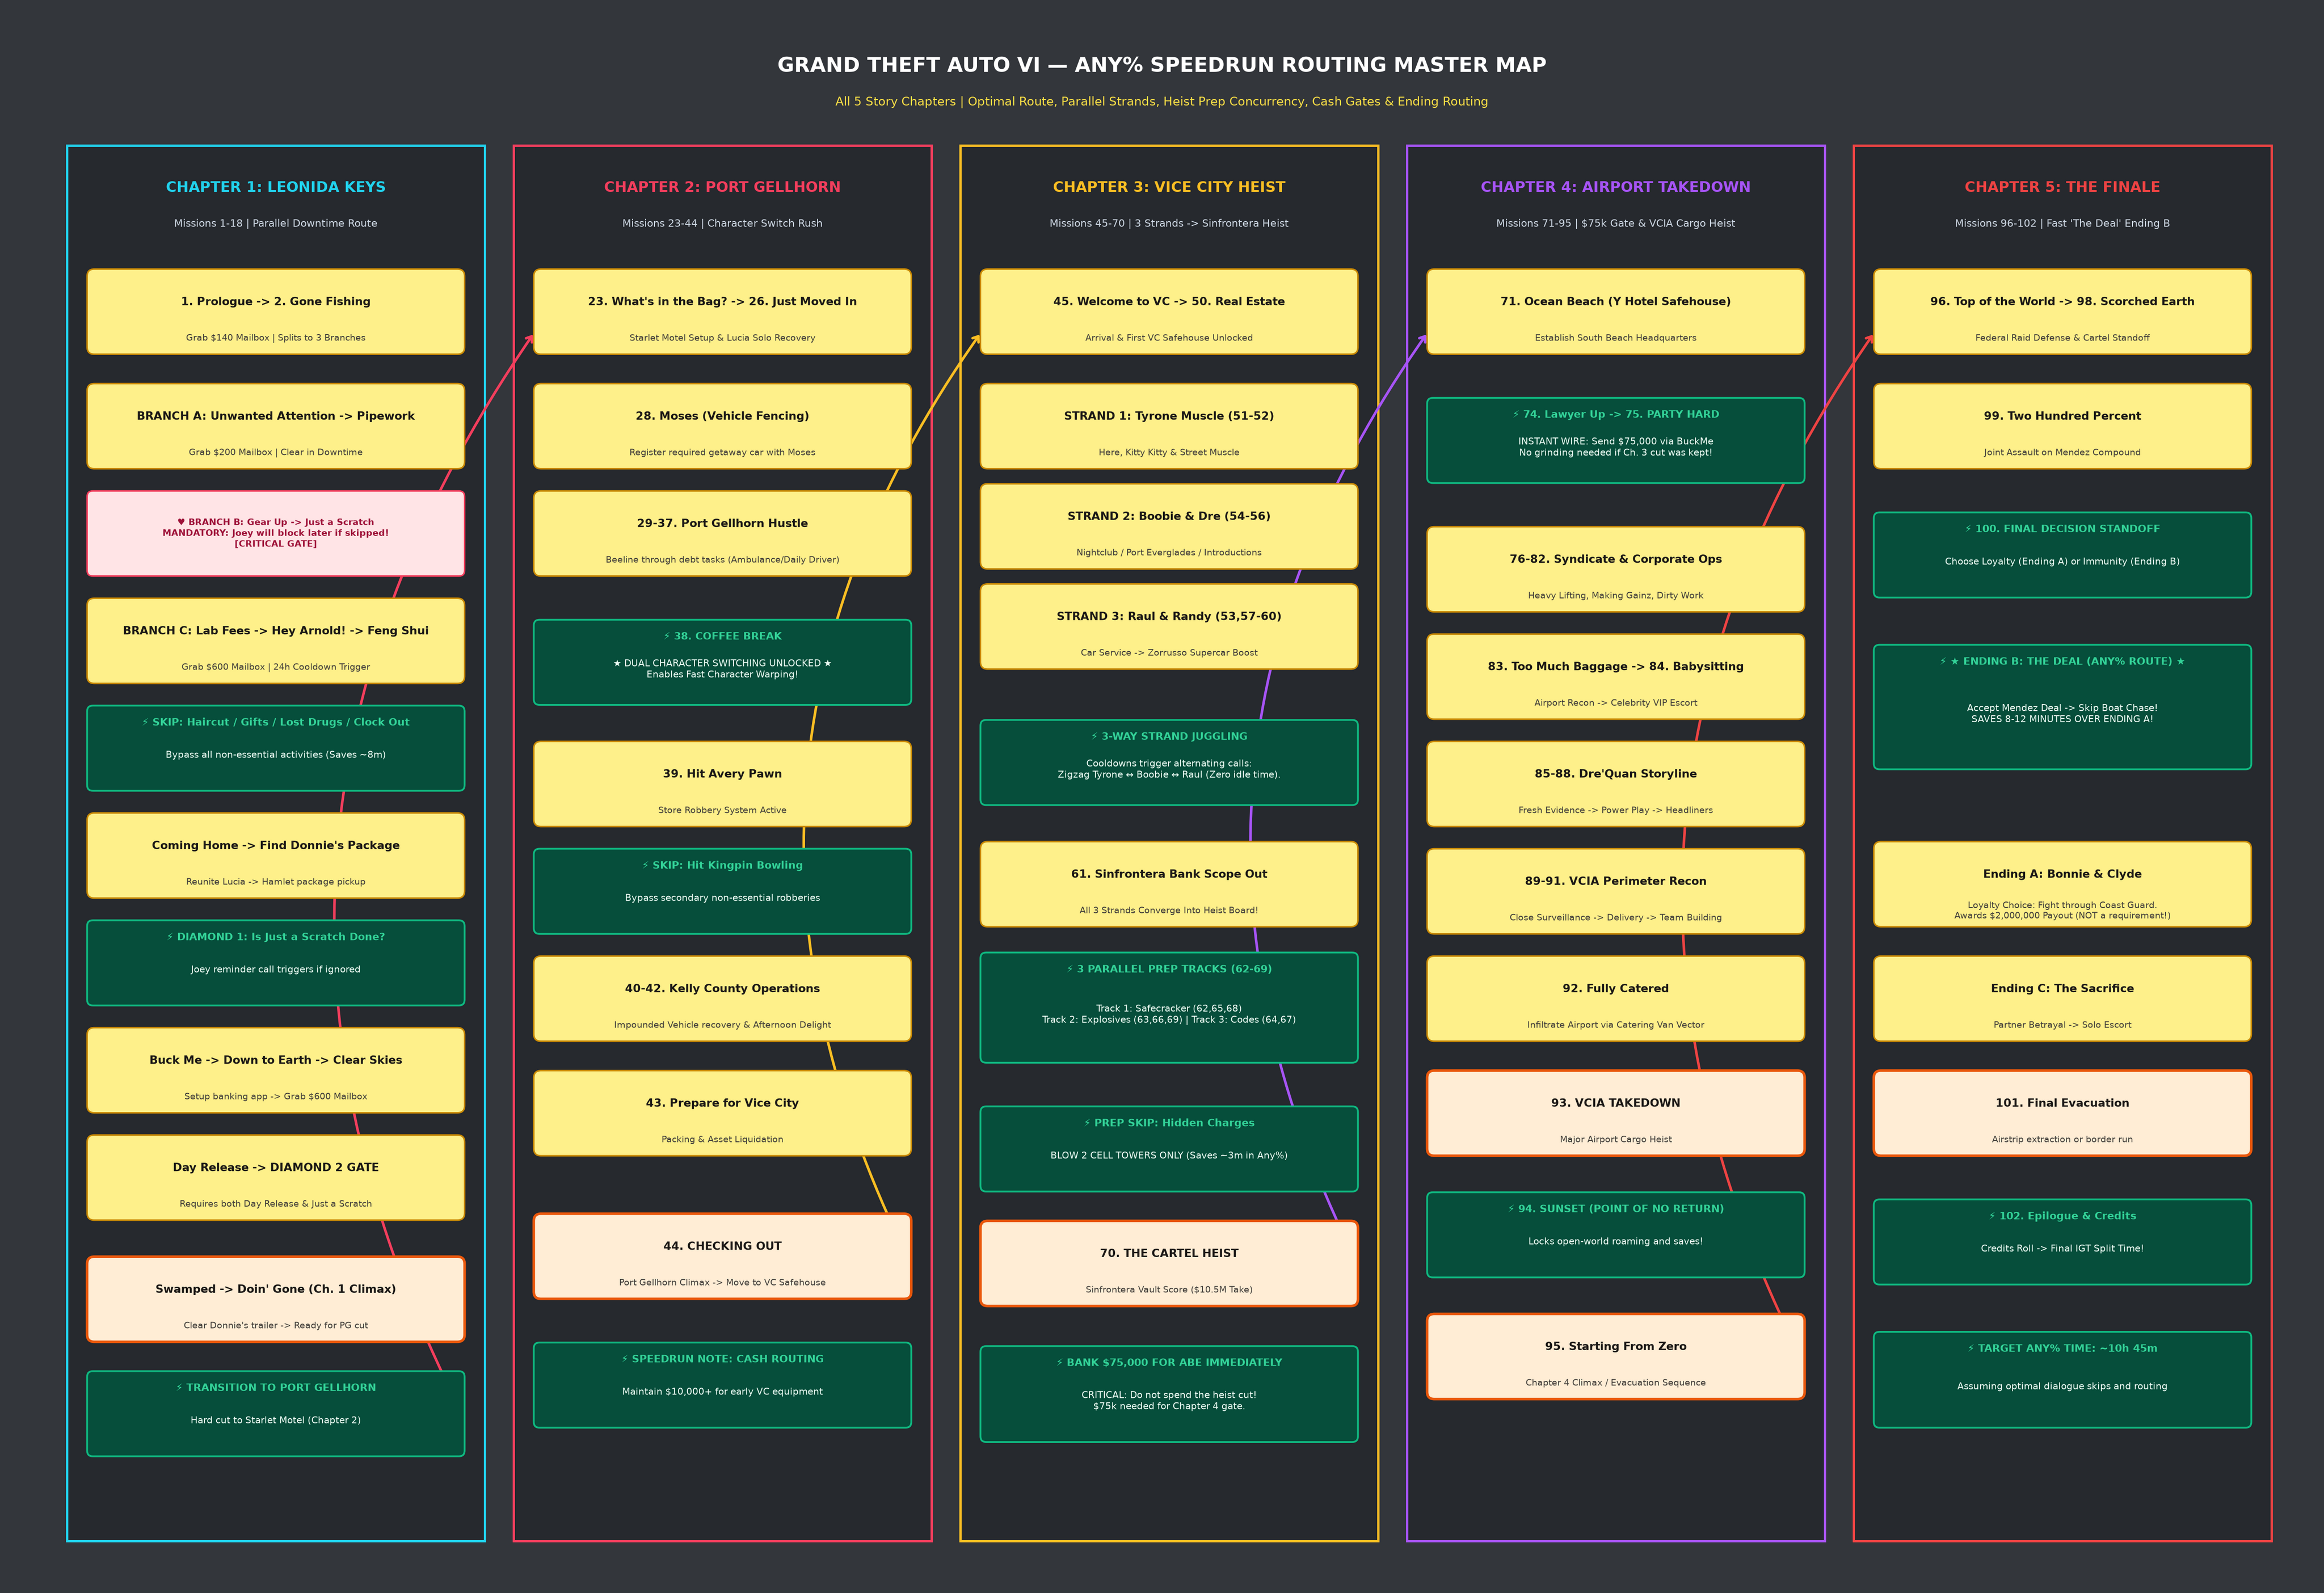 GRAND THEFT AUTO VI — ANY% SPEEDRUN ROUTING MASTER MAP
All 5 Story Chapters | Optimal Route, Parallel Strands, Heist Prep Concurrency, Cash Gates & Ending Routing
CHAPTER 1: LEONIDA KEYS
Missions 1-18 | Parallel Downtime Route
1. Prologue -> 2. Gone Fishing
Grab $140 Mailbox | Splits to 3 Branches
BRANCH A: Unwanted Attention -> Pipework
Grab $200 Mailbox | Clear in Downtime
♥ BRANCH B: Gear Up -> Just a Scratch
MANDATORY: Joey will block later if skipped!
[CRITICAL GATE]
BRANCH C: Lab Fees -> Hey Arnold! -> Feng Shui
Grab $600 Mailbox | 24h Cooldown Trigger
⚡ SKIP: Haircut / Gifts / Lost Drugs / Clock Out
Bypass all non-essential activities (Saves ~8m)
Coming Home -> Find Donnie's Package
Reunite Lucia -> Hamlet package pickup
⚡ DIAMOND 1: Is Just a Scratch Done?
Joey reminder call triggers if ignored
Buck Me -> Down to Earth -> Clear Skies
Setup banking app -> Grab $600 Mailbox
Day Release -> DIAMOND 2 GATE
Requires both Day Release & Just a Scratch
Swamped -> Doin' Gone (Ch. 1 Climax)
Clear Donnie's trailer -> Ready for PG cut
⚡ TRANSITION TO PORT GELLHORN
Hard cut to Starlet Motel (Chapter 2)
CHAPTER 2: PORT GELLHORN
Missions 23-44 | Character Switch Rush
23. What's in the Bag? -> 26. Just Moved In
Starlet Motel Setup & Lucia Solo Recovery
28. Moses (Vehicle Fencing)
Register required getaway car with Moses
29-37. Port Gellhorn Hustle
Beeline through debt tasks (Ambulance/Daily Driver)
⚡ 38. COFFEE BREAK
★ DUAL CHARACTER SWITCHING UNLOCKED ★
Enables Fast Character Warping!
39. Hit Avery Pawn
Store Robbery System Active
⚡ SKIP: Hit Kingpin Bowling
Bypass secondary non-essential robberies
40-42. Kelly County Operations
Impounded Vehicle recovery & Afternoon Delight
43. Prepare for Vice City
Packing & Asset Liquidation
44. CHECKING OUT
Port Gellhorn Climax -> Move to VC Safehouse
⚡ SPEEDRUN NOTE: CASH ROUTING
Maintain $10,000+ for early VC equipment
CHAPTER 3: VICE CITY HEIST
Missions 45-70 | 3 Strands -> Sinfrontera Heist
45. Welcome to VC -> 50. Real Estate
Arrival & First VC Safehouse Unlocked
STRAND 1: Tyrone Muscle (51-52)
Here, Kitty Kitty & Street Muscle
STRAND 2: Boobie & Dre (54-56)
Nightclub / Port Everglades / Introductions
STRAND 3: Raul & Randy (53,57-60)
Car Service -> Zorrusso Supercar Boost
⚡ 3-WAY STRAND JUGGLING
Cooldowns trigger alternating calls:
Zigzag Tyrone ↔ Boobie ↔ Raul (Zero idle time).
61. Sinfrontera Bank Scope Out
All 3 Strands Converge Into Heist Board!
⚡ 3 PARALLEL PREP TRACKS (62-69)
Track 1: Safecracker (62,65,68)
Track 2: Explosives (63,66,69) | Track 3: Codes (64,67)
⚡ PREP SKIP: Hidden Charges
BLOW 2 CELL TOWERS ONLY (Saves ~3m in Any%)
70. THE CARTEL HEIST
Sinfrontera Vault Score ($10.5M Take)
⚡ BANK $75,000 FOR ABE IMMEDIATELY
CRITICAL: Do not spend the heist cut!
$75k needed for Chapter 4 gate.
CHAPTER 4: AIRPORT TAKEDOWN
Missions 71-95 | $75k Gate & VCIA Cargo Heist
71. Ocean Beach (Y Hotel Safehouse)
Establish South Beach Headquarters
⚡ 74. Lawyer Up -> 75. PARTY HARD
INSTANT WIRE: Send $75,000 via BuckMe
No grinding needed if Ch. 3 cut was kept!
76-82. Syndicate & Corporate Ops
Heavy Lifting, Making Gainz, Dirty Work
83. Too Much Baggage -> 84. Babysitting
Airport Recon -> Celebrity VIP Escort
85-88. Dre'Quan Storyline
Fresh Evidence -> Power Play -> Headliners
89-91. VCIA Perimeter Recon
Close Surveillance -> Delivery -> Team Building
92. Fully Catered
Infiltrate Airport via Catering Van Vector
93. VCIA TAKEDOWN
Major Airport Cargo Heist
⚡ 94. SUNSET (POINT OF NO RETURN)
Locks open-world roaming and saves!
95. Starting From Zero
Chapter 4 Climax / Evacuation Sequence
CHAPTER 5: THE FINALE
Missions 96-102 | Fast 'The Deal' Ending B
96. Top of the World -> 98. Scorched Earth
Federal Raid Defense & Cartel Standoff
99. Two Hundred Percent
Joint Assault on Mendez Compound
⚡ 100. FINAL DECISION STANDOFF
Choose Loyalty (Ending A) or Immunity (Ending B)
⚡ ★ ENDING B: THE DEAL (ANY% ROUTE) ★
Accept Mendez Deal -> Skip Boat Chase!
SAVES 8-12 MINUTES OVER ENDING A!
Ending A: Bonnie & Clyde
Loyalty Choice: Fight through Coast Guard.
Awards $2,000,000 Payout (NOT a requirement!)
Ending C: The Sacrifice
Partner Betrayal -> Solo Escort
101. Final Evacuation
Airstrip extraction or border run
⚡ 102. Epilogue & Credits
Credits Roll -> Final IGT Split Time!
⚡ TARGET ANY% TIME: ~10h 45m
Assuming optimal dialogue skips and routing